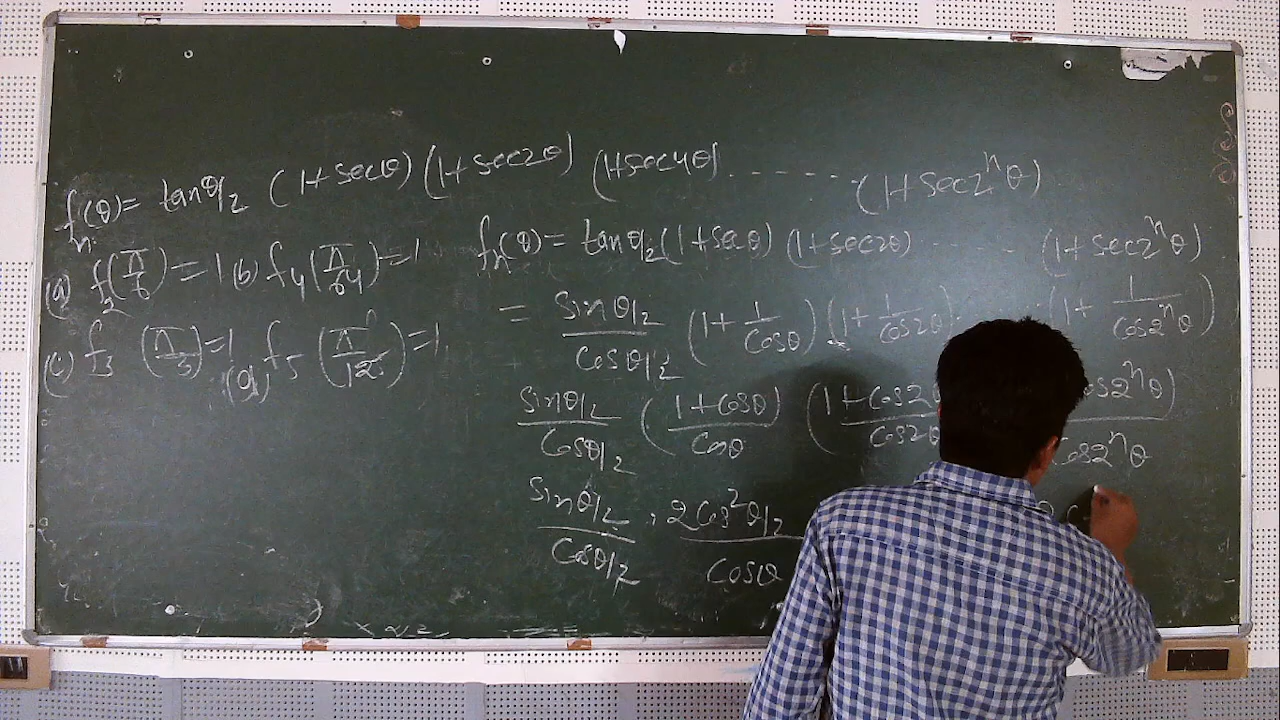 fₙ(θ) = tanθ/2 (1+secθ) (1+sec2θ) (1+sec4θ) ------- (1+sec2ⁿθ)
(a) f₂(π/6) = 1 (b) f₄(π/64) = 1
(c) f₃ (π/3) = 1 (d) f₅ (π/12) = 1
fₙ(θ) = tanθ/2 (1+secθ) (1+sec2θ) ..... (1+sec2ⁿθ)
= sinθ/2 / cosθ/2 (1 + 1/cosθ) (1 + 1/cos2θ) ..... (1 + 1/cos2ⁿθ)
sinθ/2 / cosθ/2 (1+cosθ / cosθ) (1+cos2θ / cos2θ) cos2ⁿθ / cos2ⁿθ)
sinθ/2 / cosθ/2 . 2cos²θ/2 / cosθ 2c